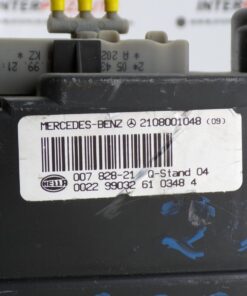 MERCEDES-BENZ 2108001048 (09)
007 828-21 Q-Stand 04
0022 99032 61 0348 4
HELLA